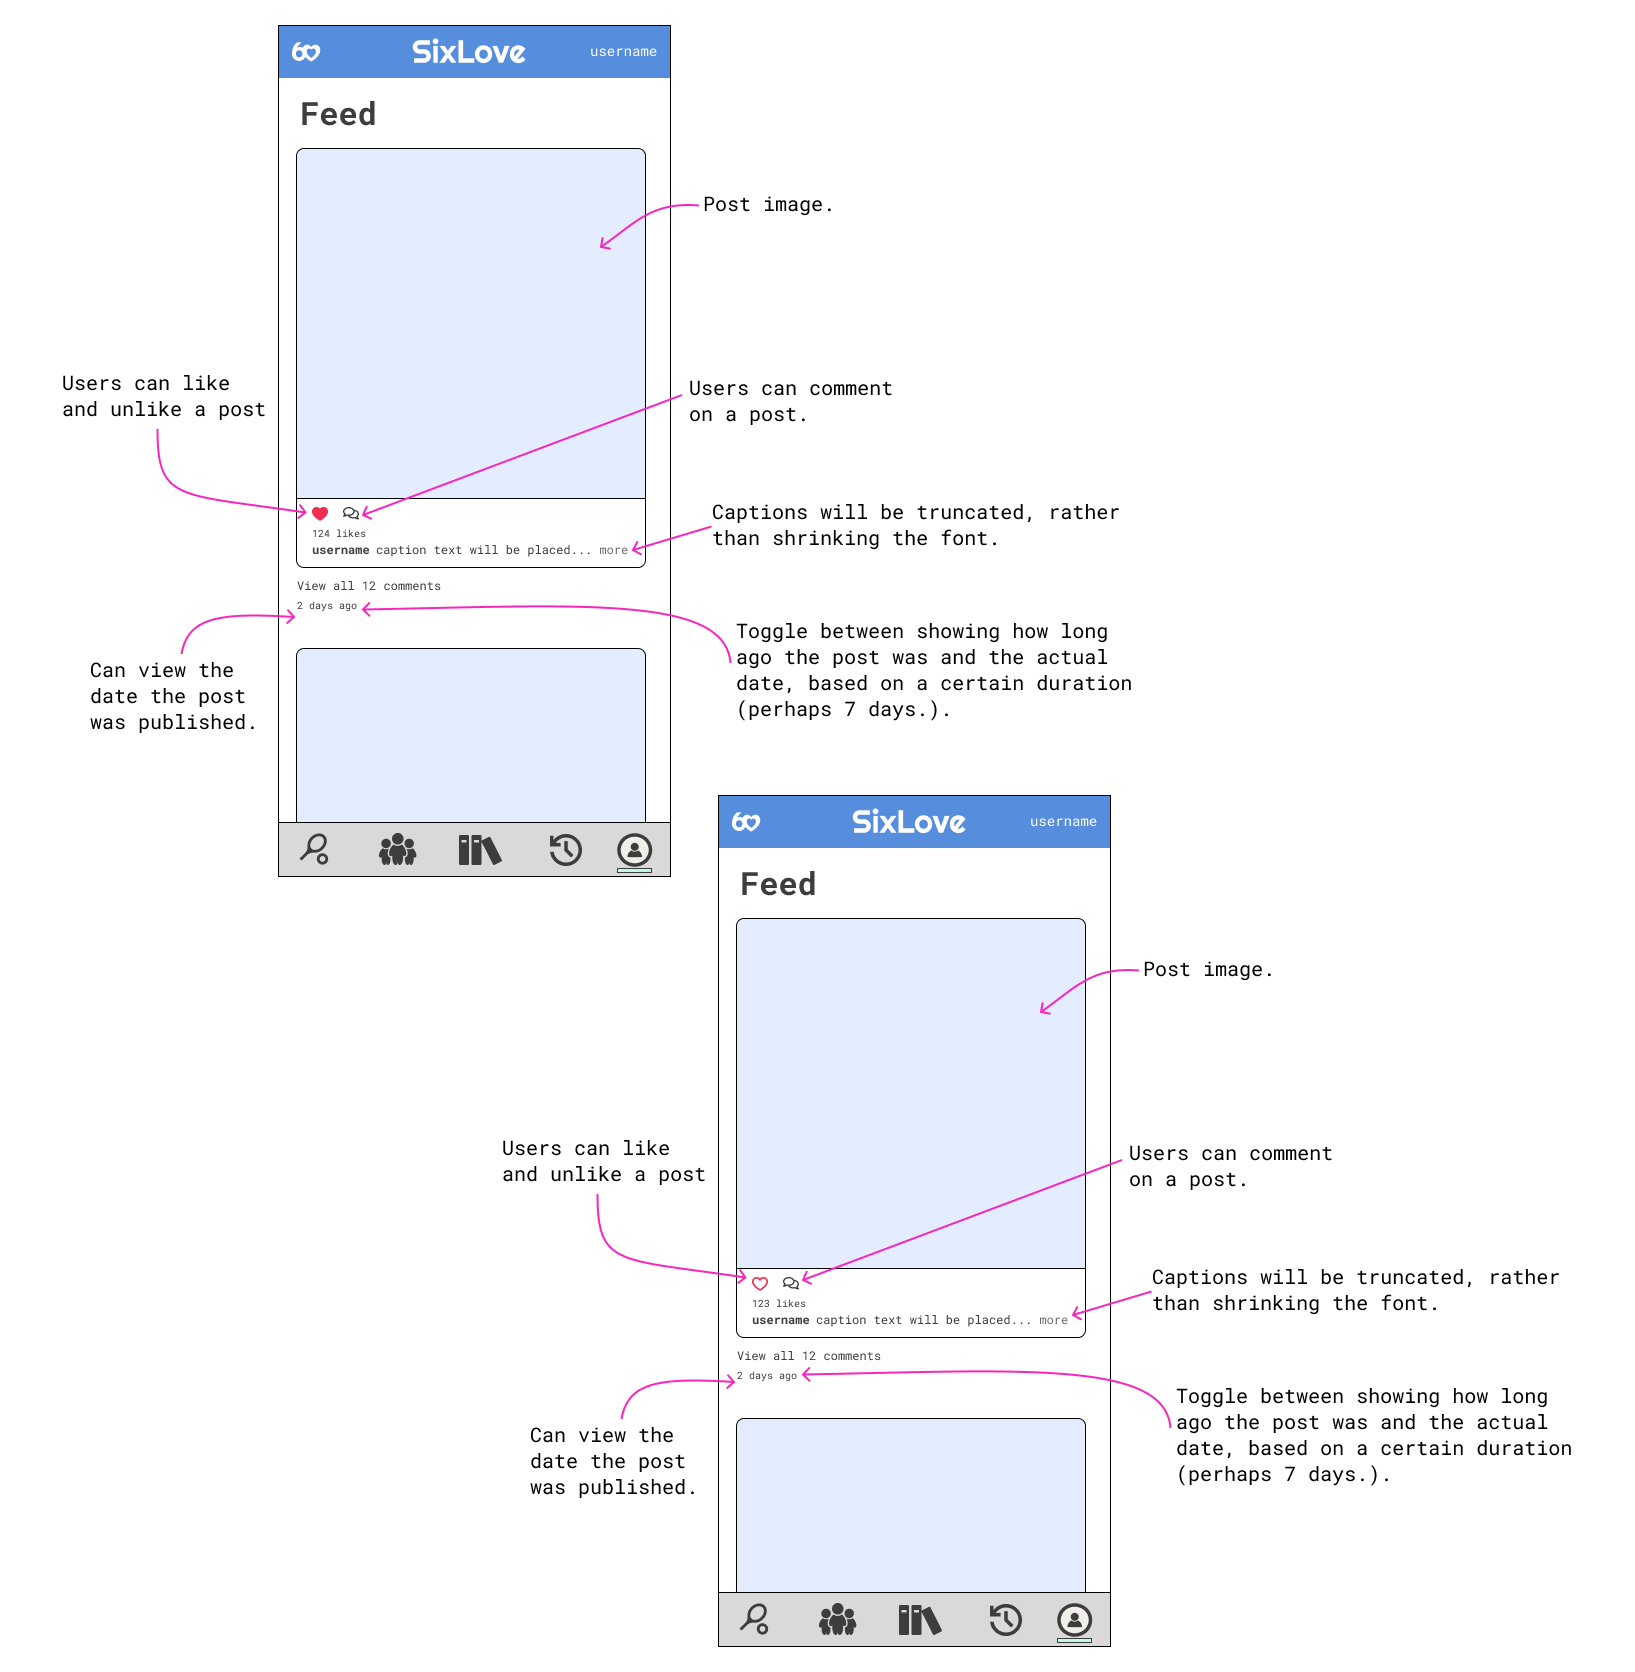 SixLove
username
Feed
Post image.
Users can like
and unlike a post
Users can comment
on a post.
124 likes
username caption text will be placed... more
Captions will be truncated, rather
than shrinking the font.
View all 12 comments
2 days ago
Can view the
date the post
was published.
Toggle between showing how long
ago the post was and the actual
date, based on a certain duration
(perhaps 7 days.).
SixLove
username
Feed
Post image.
Users can like
and unlike a post
Users can comment
on a post.
123 likes
username caption text will be placed... more
Captions will be truncated, rather
than shrinking the font.
View all 12 comments
2 days ago
Can view the
date the post
was published.
Toggle between showing how long
ago the post was and the actual
date, based on a certain duration
(perhaps 7 days.).